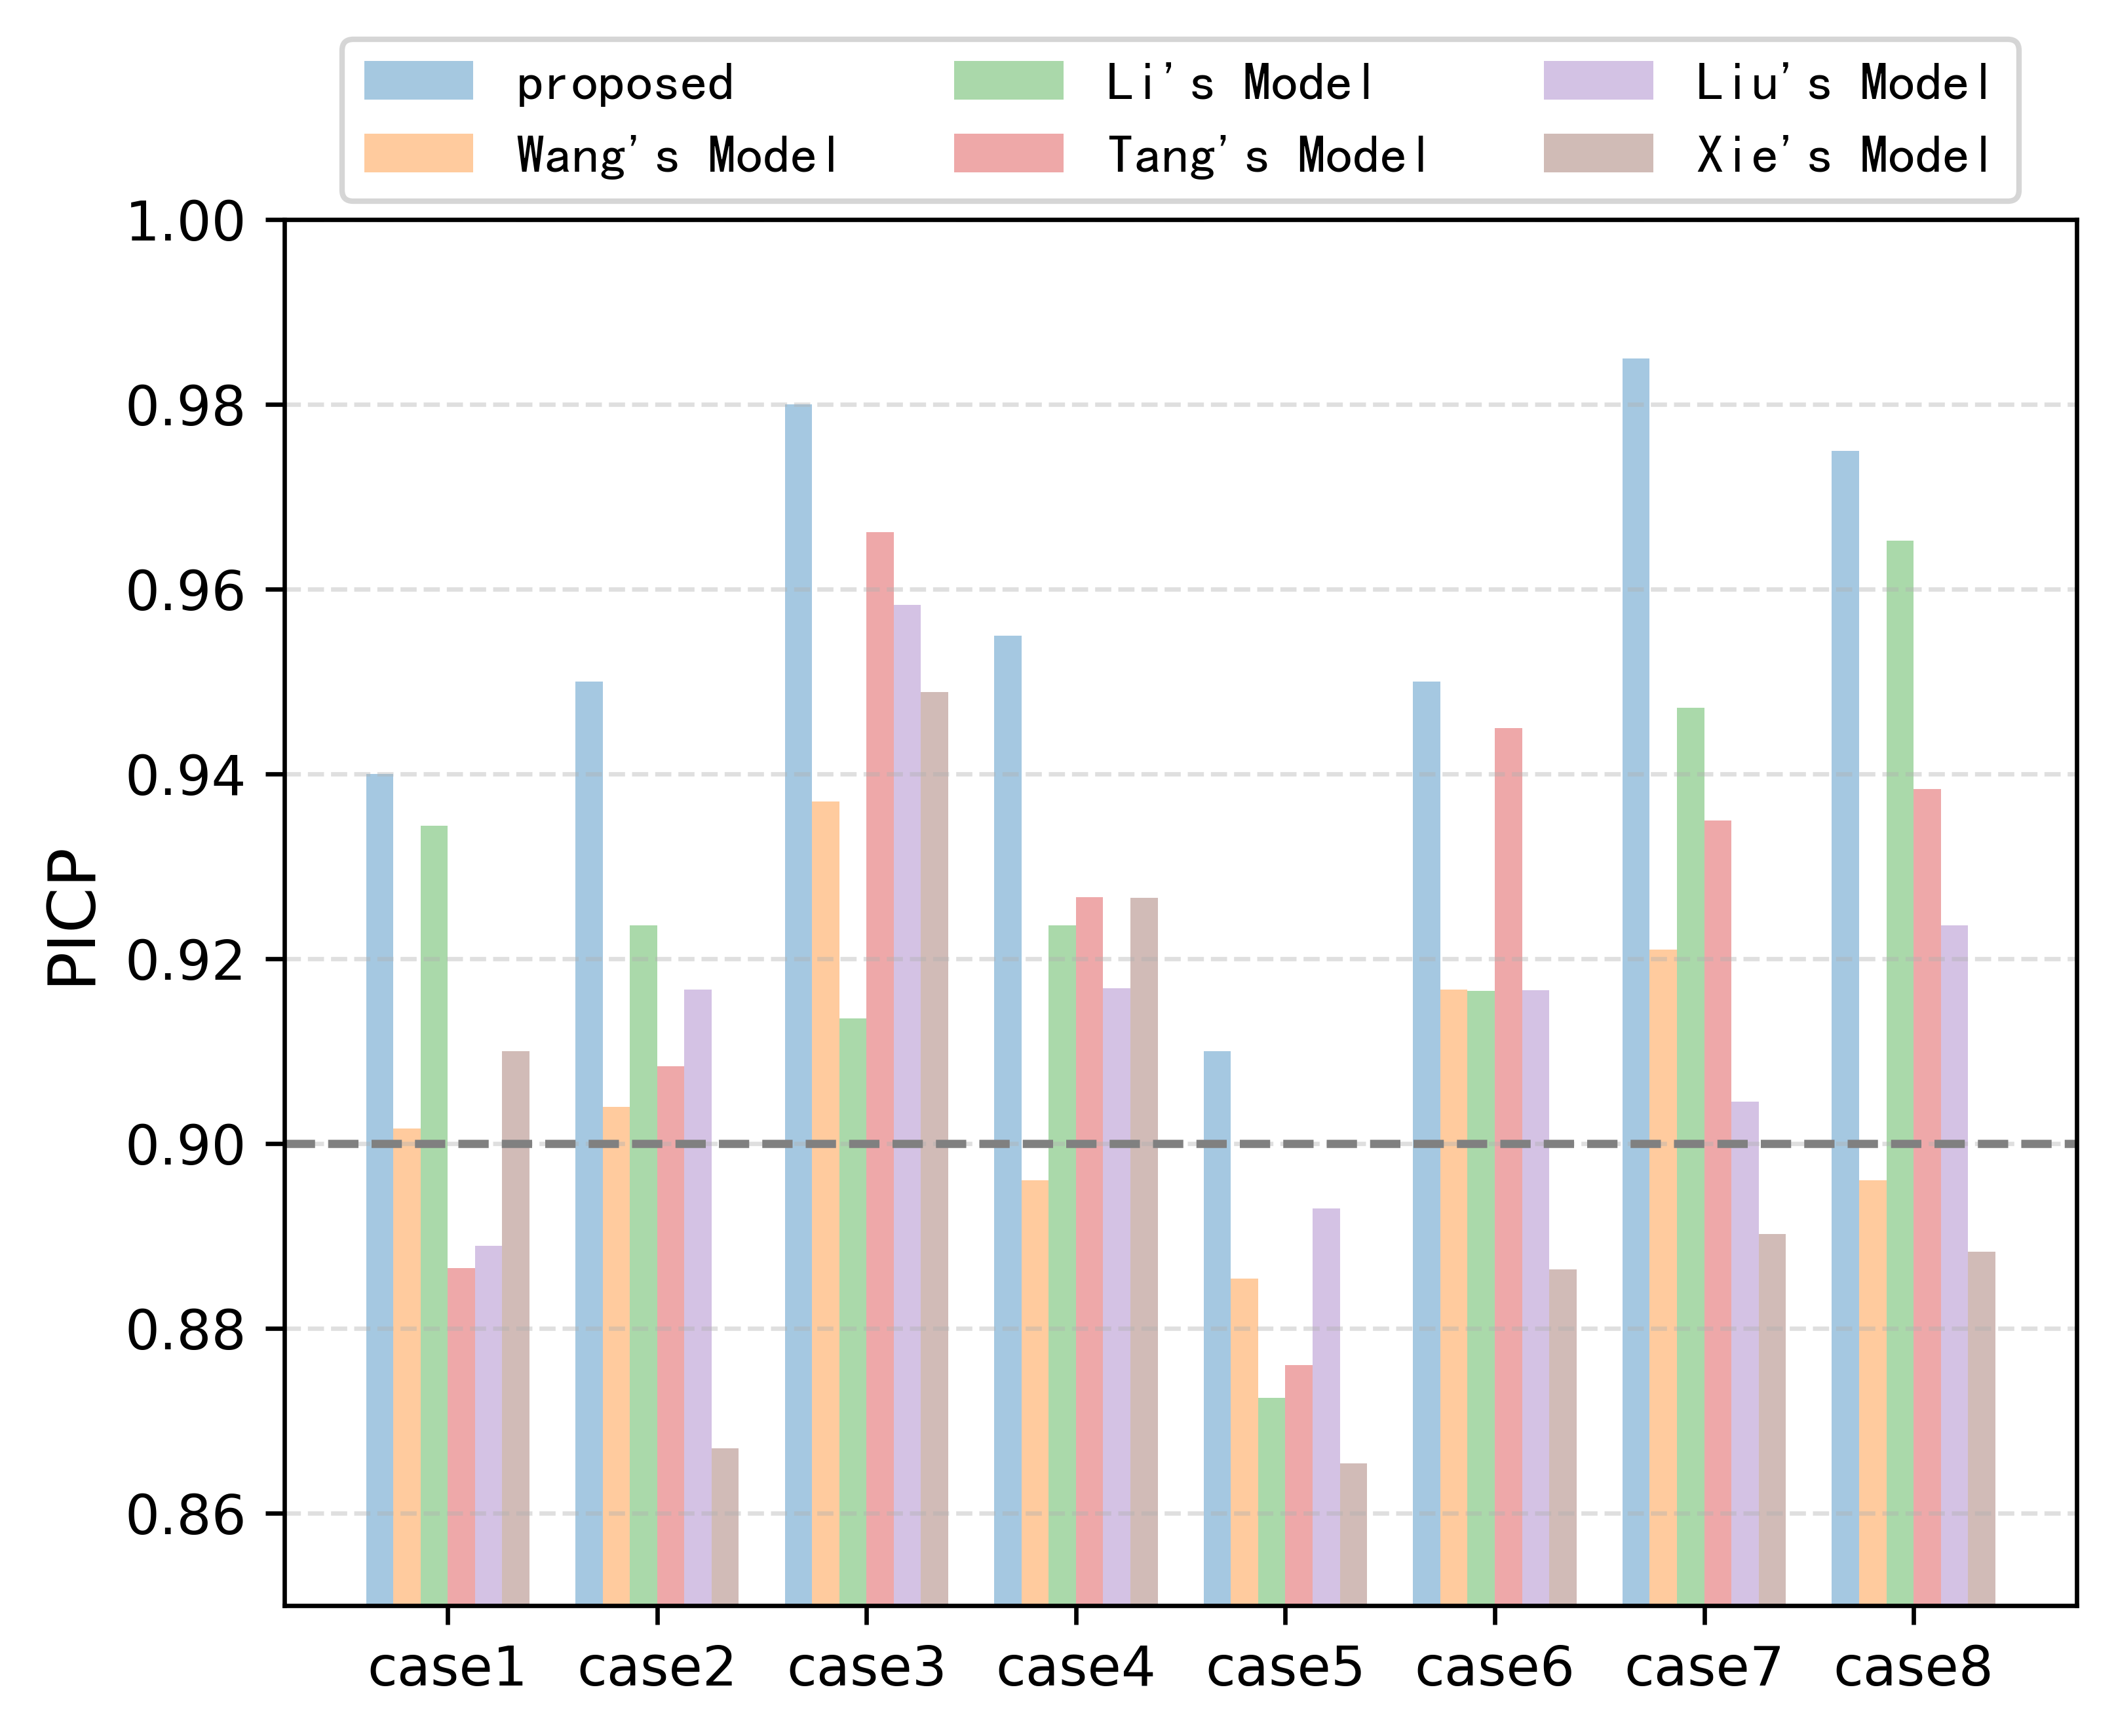 proposed Li's Model Liu's Model
Wang's Model Tang's Model Xie's Model
1.00
0.98
0.96
0.94
0.92
0.90
0.88
0.86
PICP
case1 case2 case3 case4 case5 case6 case7 case8